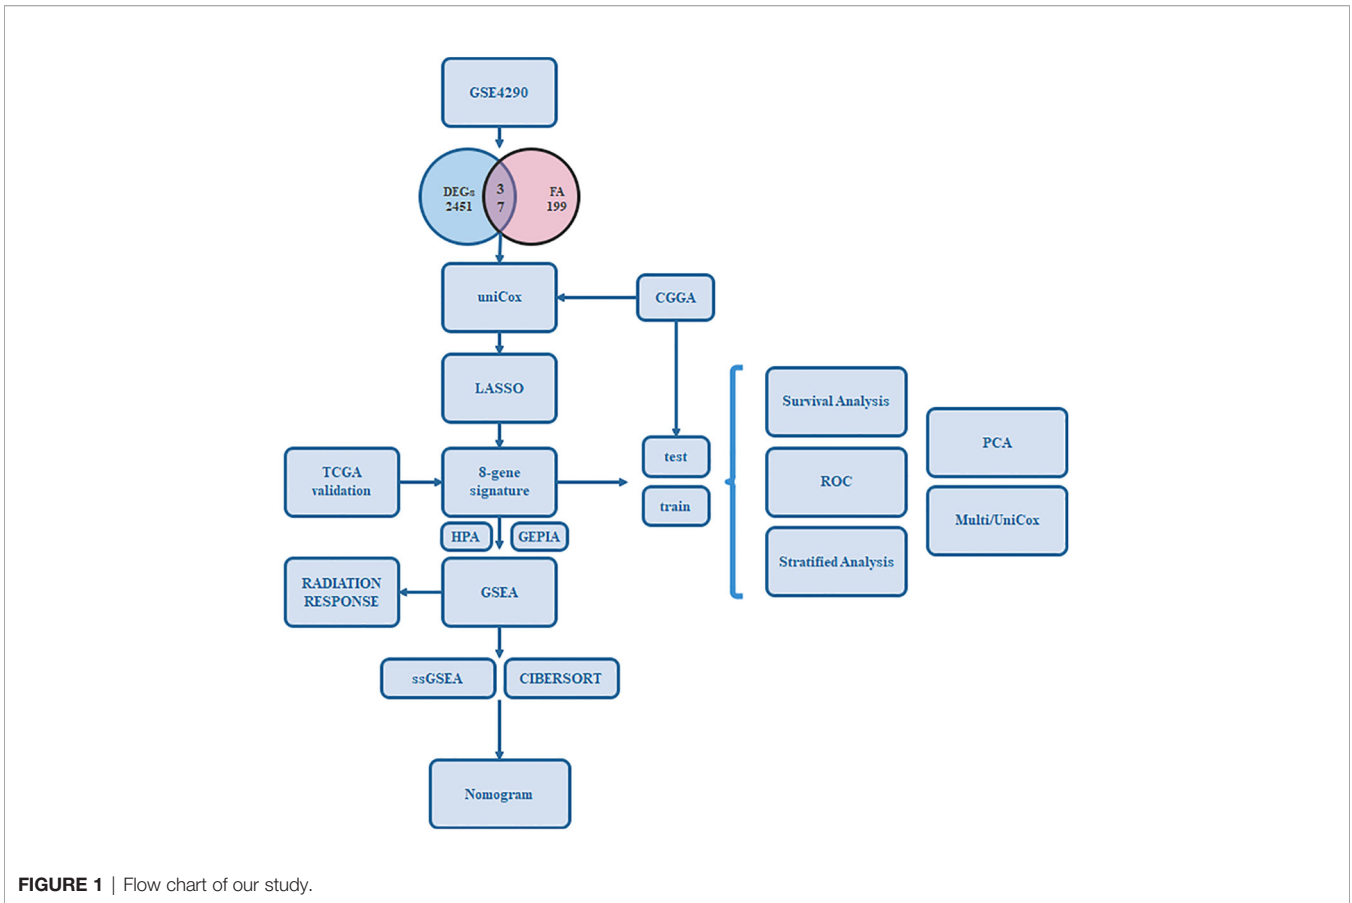 GSE4290
DEGs
2451
3
7
FA
199
uniCox
CGGA
LASSO
TCGA
validation
8-gene
signature
test
train
Survival Analysis
ROC
Stratified Analysis
PCA
Multi/UniCox
HPA
GEPIA
RADIATION
RESPONSE
GSEA
ssGSEA
CIBERSORT
Nomogram
FIGURE 1 | Flow chart of our study.